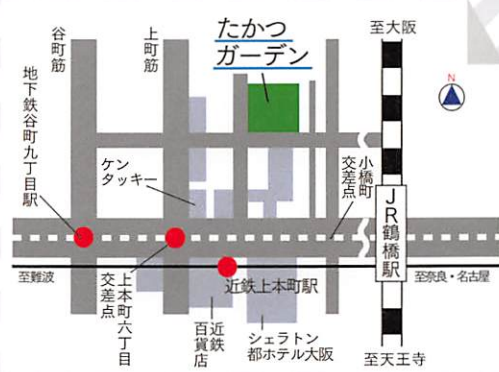 たかつ
ガーデン
至大阪
谷町筋
上町筋
N
地下鉄谷町九丁目駅
ケン
タッキー
小橋町
交差点
JR鶴橋駅
至難波
上本町六丁目
交差点
近鉄上本町駅
至奈良・名古屋
近鉄
百貨店
シェラトン
都ホテル大阪
至天王寺